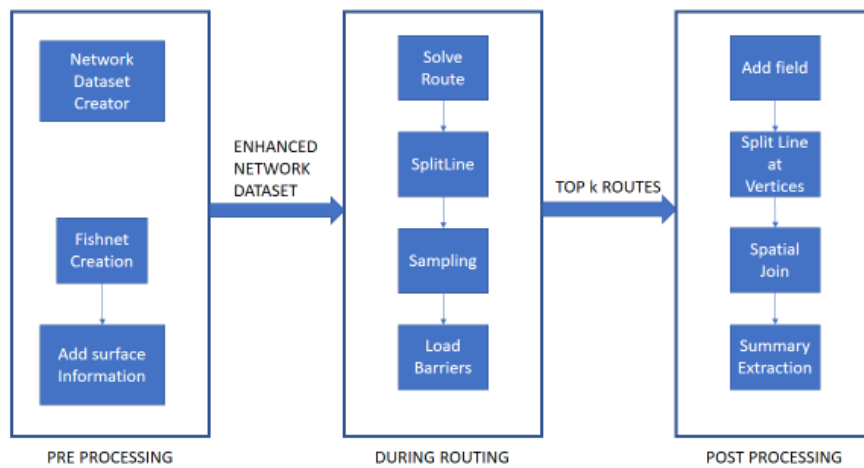 Network
Dataset
Creator
Fishnet
Creation
Add surface
Information
PRE PROCESSING
ENHANCED
NETWORK
DATASET
Solve
Route
SplitLine
Sampling
Load
Barriers
DURING ROUTING
TOP k ROUTES
Add field
Split Line
at
Vertices
Spatial
Join
Summary
Extraction
POST PROCESSING